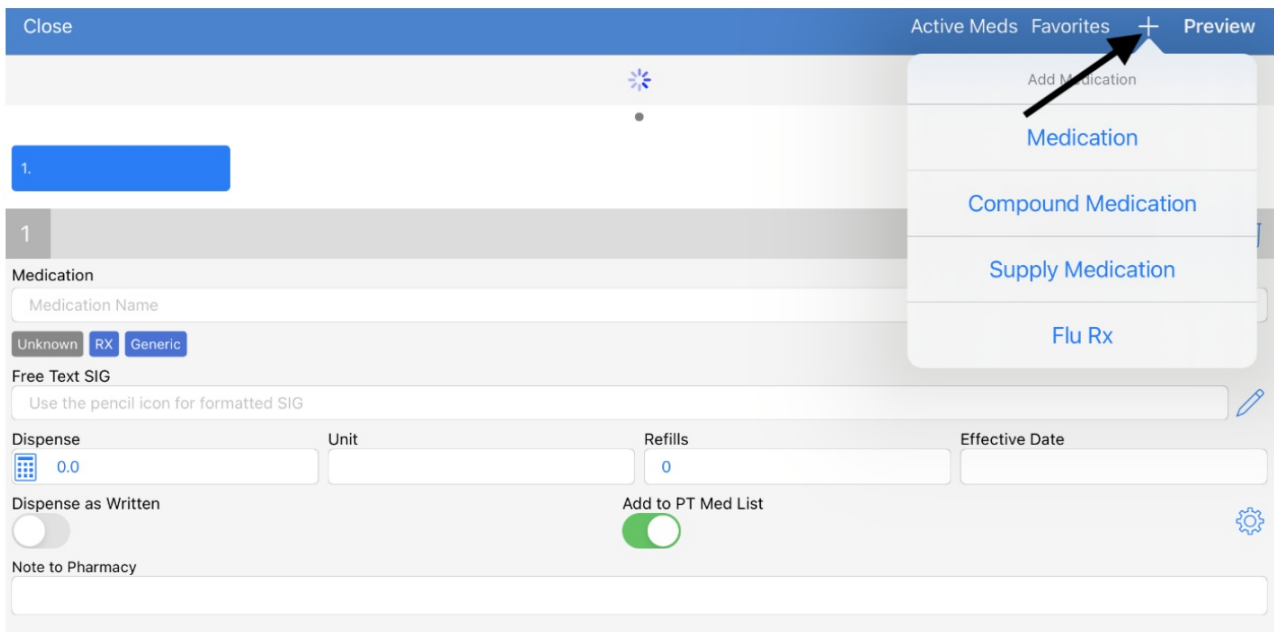 Close
Active Meds Favorites + Preview
Add Medication
Medication
Compound Medication
Supply Medication
Flu Rx
1.
1
Medication
Medication Name
Unknown RX Generic
Free Text SIG
Use the pencil icon for formatted SIG
Dispense Unit Refills Effective Date
0.0 0
Dispense as Written Add to PT Med List
Note to Pharmacy